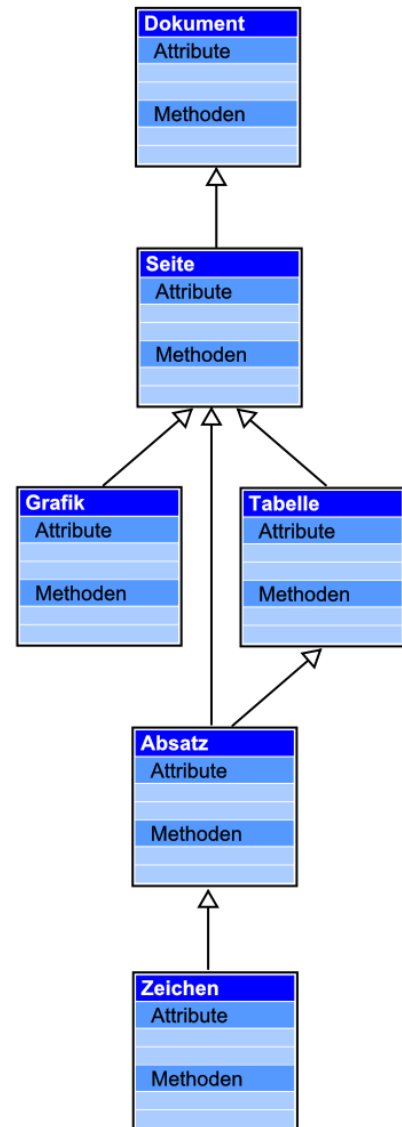 Dokument
Attribute
Methoden
Seite
Attribute
Methoden
Grafik
Attribute
Methoden
Tabelle
Attribute
Methoden
Absatz
Attribute
Methoden
Zeichen
Attribute
Methoden